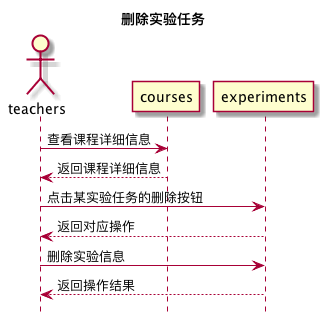 删除实验任务
teachers
courses
experiments
查看课程详细信息
返回课程详细信息
点击某实验任务的删除按钮
返回对应操作
删除实验信息
返回操作结果